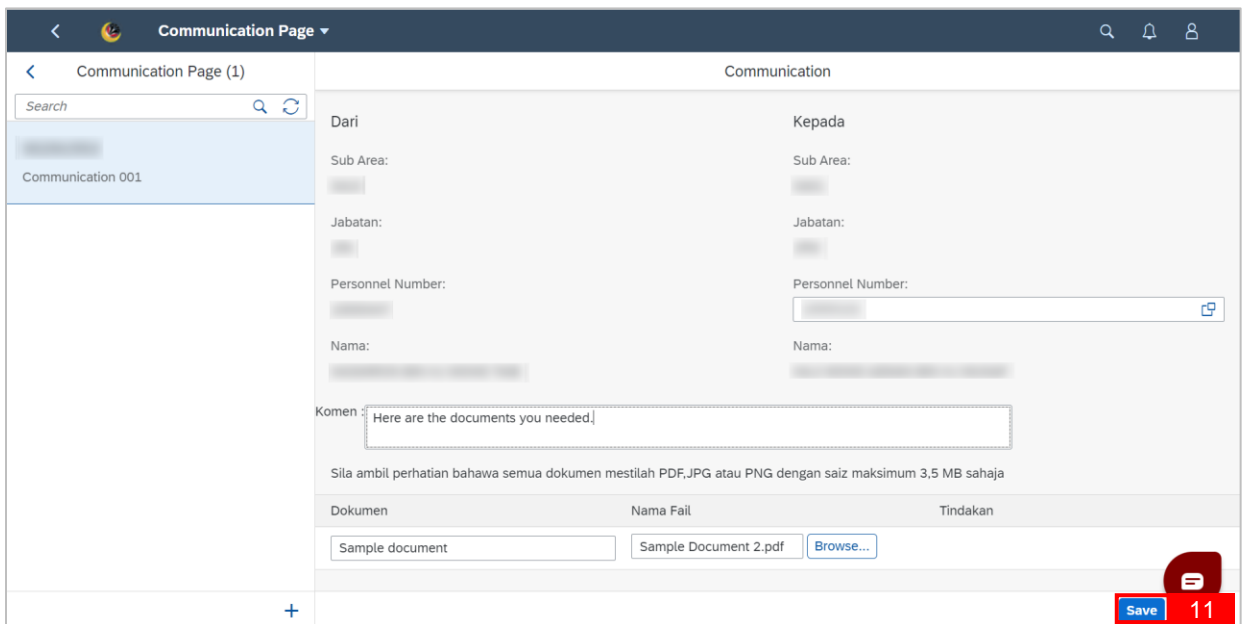 Communication Page
Communication Page (1)
Communication
Search
Communication 001
Dari
Kepada
Sub Area:
Sub Area:
Jabatan:
Jabatan:
Personnel Number:
Personnel Number:
Nama:
Nama:
Komen :
Here are the documents you needed.
Sila ambil perhatian bahawa semua dokumen mestilah PDF,JPG atau PNG dengan saiz maksimum 3,5 MB sahaja
Dokumen Nama Fail Tindakan
Sample document Sample Document 2.pdf Browse...
+
Save 11